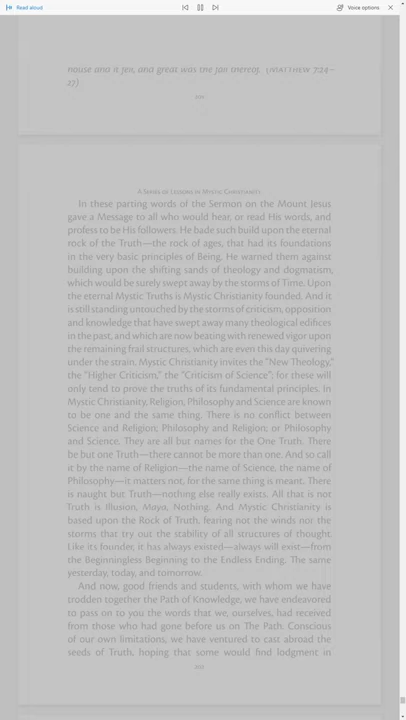 Read aloud
Voice options
house and it fell, and great was the fall thereof. (MATTHEW 7:24–
27)
A Series of Lessons in Mystic Christianity
In these parting words of the Sermon on the Mount Jesus
gave a Message to all who would hear, or read His words, and
profess to be His followers. He bade such build upon the eternal
rock of the Truth—the rock of ages, that had its foundations
in the very basic principles of Being. He warned them against
building upon the shifting sands of theology and dogmatism,
which would be surely swept away by the storms of Time. Upon
the eternal Mystic Truths is Mystic Christianity founded. And it
is still standing untouched by the storms of criticism, opposition
and knowledge that have swept away many theological edifices
in the past, and which are now beating with renewed vigor upon
the remaining frail structures, which are even this day quivering
under the strain. Mystic Christianity invites the "New Theology,"
the "Higher Criticism," the "Criticism of Science"; for these will
only tend to prove the truths of its fundamental principles. In
Mystic Christianity, Religion, Philosophy and Science are known
to be one and the same thing. There is no conflict between
Science and Religion; Philosophy and Religion; or Philosophy
and Science. They are all but names for the One Truth. There
be but one Truth—there cannot be more than one. And so call
it by the name of Religion—the name of Science, the name of
Philosophy—it matters not, for the same thing is meant. There
is naught but Truth—nothing else really exists. All that is not
Truth is Illusion, Maya, Nothing. And Mystic Christianity is
based upon the Rock of Truth, fearing not the winds nor the
storms that try out the stability of all structures of thought.
Like its founder, it has always existed—always will exist—from
the Beginningless Beginning to the Endless Ending. The same
yesterday, today, and tomorrow.
And now, good friends and students, with whom we have
trodden together the Path of Knowledge, we have endeavored
to pass on to you the words that we, ourselves, had received
from those who had gone before us on The Path. Conscious
of our own limitations, we have ventured to cast abroad the
seeds of Truth, hoping that some would find lodgment in